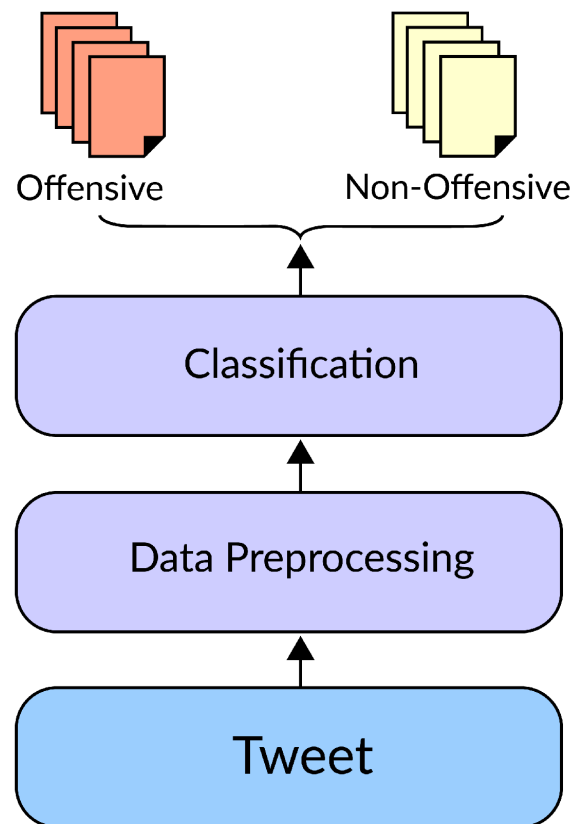 Offensive
Non-Offensive
Classification
Data Preprocessing
Tweet